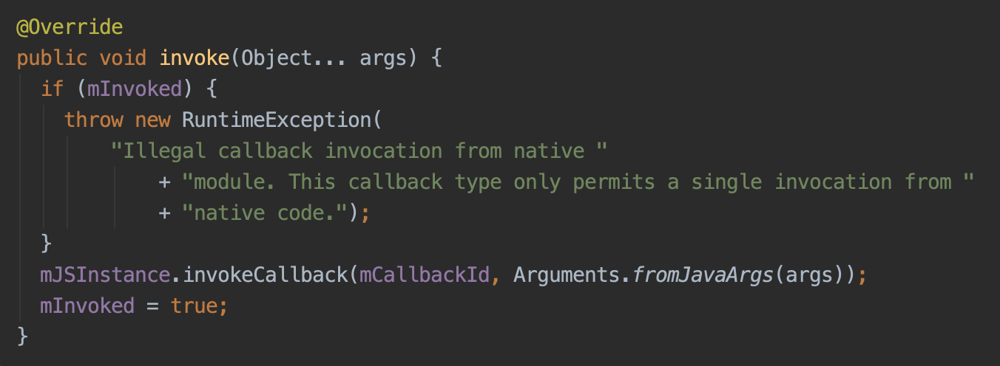 @Override
public void invoke(Object... args) {
if (mInvoked) {
throw new RuntimeException(
"Illegal callback invocation from native "
+ "module. This callback type only permits a single invocation from "
+ "native code.");
}
mJSInstance.invokeCallback(mCallbackId, Arguments.fromJavaArgs(args));
mInvoked = true;
}